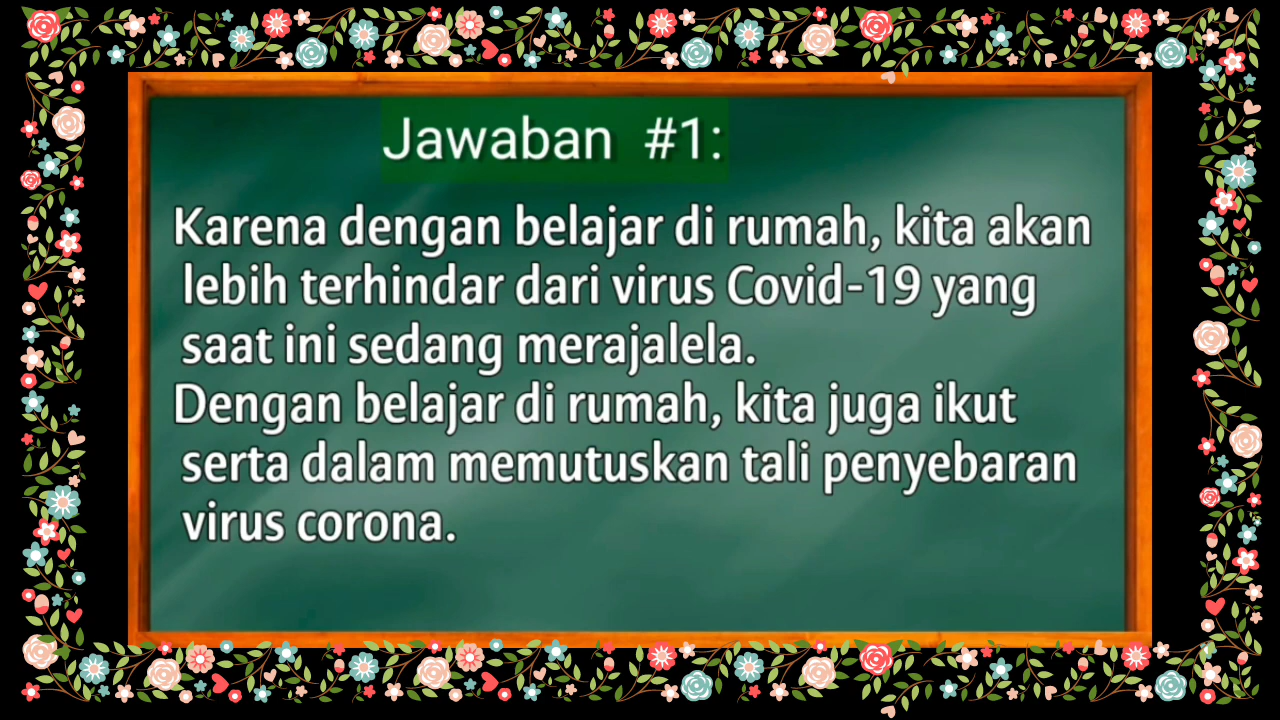 Jawaban #1:
Karena dengan belajar di rumah, kita akan
lebih terhindar dari virus Covid-19 yang
saat ini sedang merajalela.
Dengan belajar di rumah, kita juga ikut
serta dalam memutuskan tali penyebaran
virus corona.